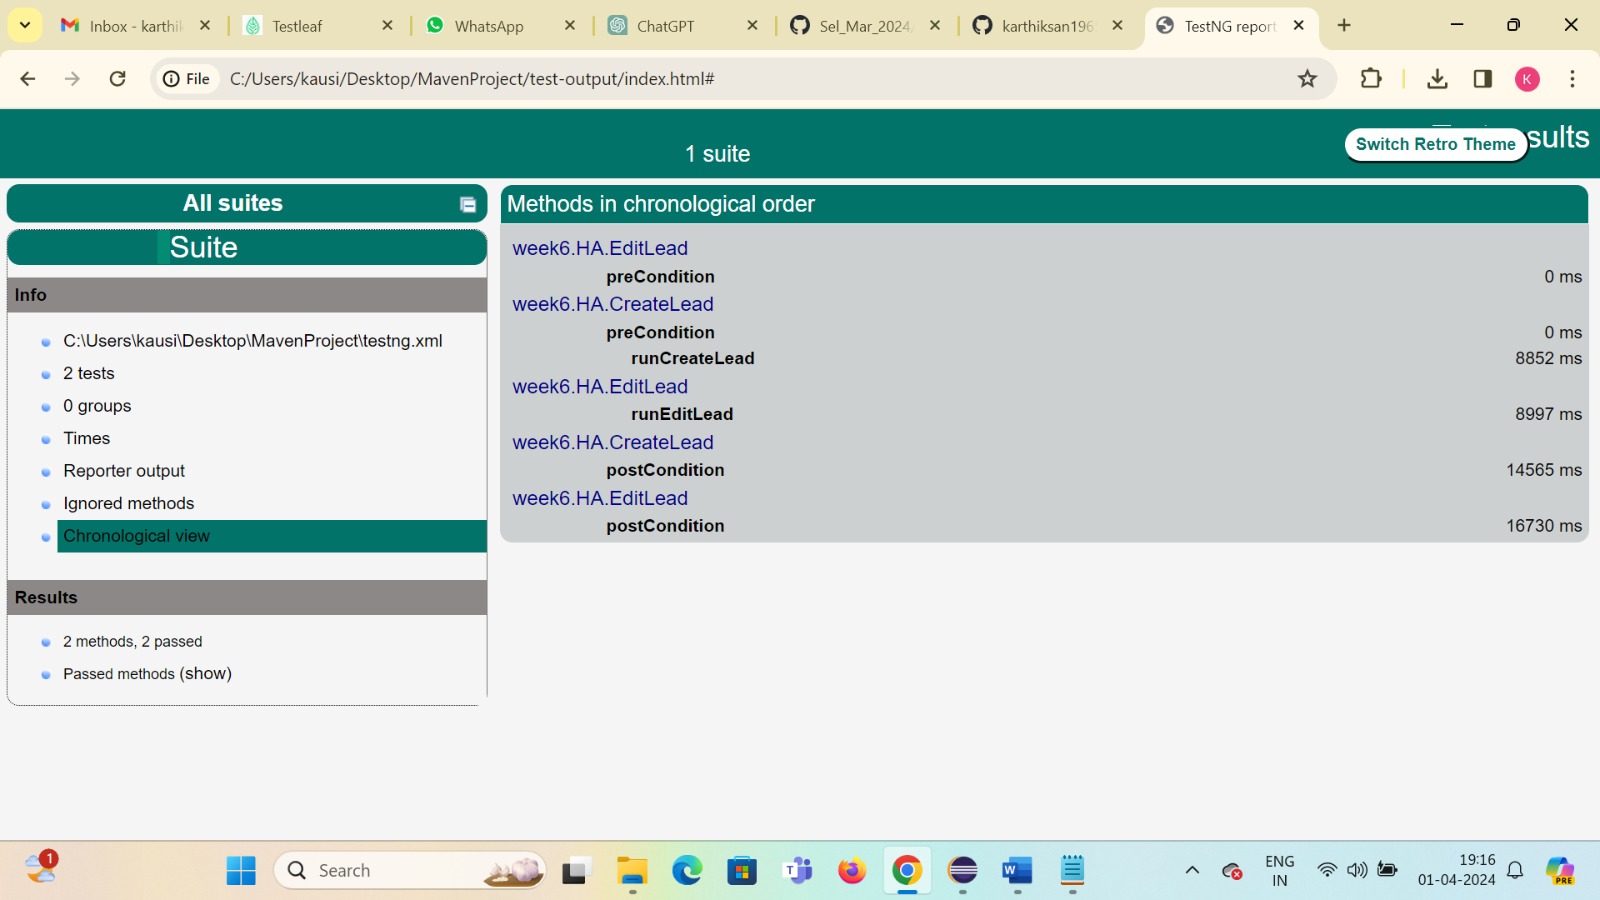 Inbox - karthik
Testleaf
WhatsApp
ChatGPT
Sel_Mar_2024
karthiksan196
TestNG report
File
C:/Users/kausi/Desktop/MavenProject/test-output/index.html#
K
1 suite
Switch Retro Theme
sults
All suites
Suite
Info
C:\Users\kausi\Desktop\MavenProject\testng.xml
2 tests
0 groups
Times
Reporter output
Ignored methods
Chronological view
Results
2 methods, 2 passed
Passed methods (show)
Methods in chronological order
week6.HA.EditLead
preCondition 0 ms
week6.HA.CreateLead
preCondition 0 ms
runCreateLead 8852 ms
week6.HA.EditLead
runEditLead 8997 ms
week6.HA.CreateLead
postCondition 14565 ms
week6.HA.EditLead
postCondition 16730 ms
1
Search
ENG
IN
19:16
01-04-2024
PRE